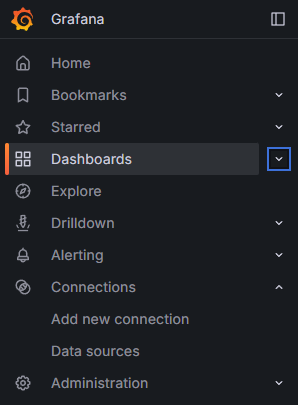 Grafana
Home
Bookmarks
Starred
Dashboards
Explore
Drilldown
Alerting
Connections
Add new connection
Data sources
Administration